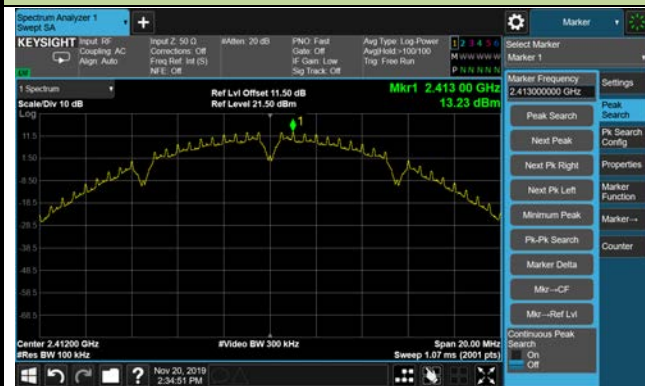 Spectrum Analyzer 1
Swept SA
+
Marker
KEYSIGHT
Input: RF
Coupling: AC
Align: Auto
Input Z: 50 Ω
Corrections: Off
Freq Ref: Int (S)
NFE: Off
#Atten: 20 dB
PNO: Fast
Gate: Off
IF Gain: Low
Sig Track: Off
Avg Type: Log-Power
Avg|Hold:>100/100
Trig: Free Run
1 2 3 4 5 6
M W W W W W
P N N N N N
Select Marker
Marker 1
1 Spectrum
Scale/Div 10 dB
Log
Ref Lvl Offset 11.50 dB
Ref Level 21.50 dBm
Mkr1 2.413 00 GHz
13.23 dBm
1
11.5
1.50
-8.50
-18.5
-28.5
-38.5
-48.5
-58.5
-68.5
Center 2.41200 GHz
#Res BW 100 kHz
#Video BW 300 kHz
Span 20.00 MHz
Sweep 1.07 ms (2001 pts)
Marker Frequency
2.413000000 GHz
Peak Search
Next Peak
Next Pk Right
Next Pk Left
Minimum Peak
Pk-Pk Search
Marker Delta
Mkr→CF
Mkr→Ref Lvl
Continuous Peak
Search
On
Off
Settings
Peak
Search
Pk Search
Config
Properties
Marker
Function
Marker→
Counter
?
Nov 20, 2019
2:34:51 PM